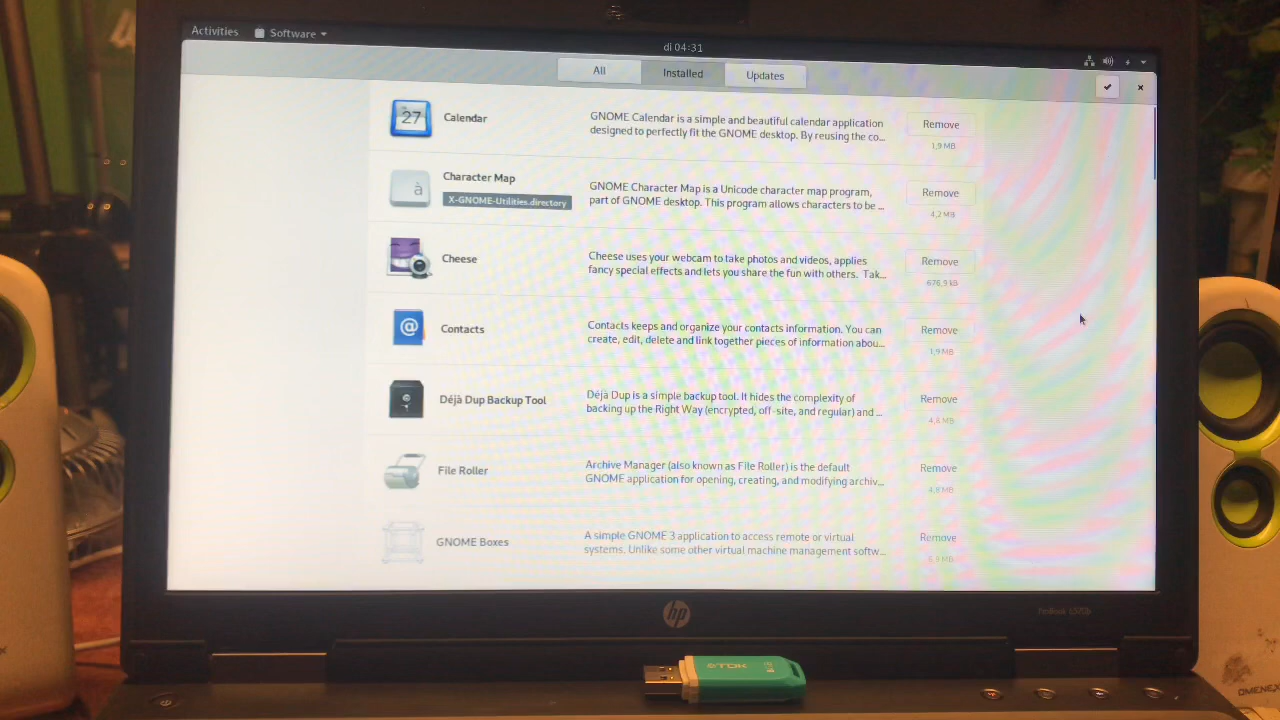 Activities
Software
di 04:31
All
Installed
Updates
27
Calendar
GNOME Calendar is a simple and beautiful calendar application
designed to perfectly fit the GNOME desktop. By reusing the co...
Remove
1,9 MB
à
Character Map
X-GNOME-Utilities.directory
GNOME Character Map is a Unicode character map program,
part of GNOME desktop. This program allows characters to be ...
Remove
4,2 MB
Cheese
Cheese uses your webcam to take photos and videos, applies
fancy special effects and lets you share the fun with others. Tak...
Remove
676,9 kB
@
Contacts
Contacts keeps and organize your contacts information. You can
create, edit, delete and link together pieces of information abou...
Remove
1,9 MB
Déjà Dup Backup Tool
Déjà Dup is a simple backup tool. It hides the complexity of
backing up the Right Way (encrypted, off-site, and regular) and ...
Remove
4,8 MB
File Roller
Archive Manager (also known as File Roller) is the default
GNOME application for opening, creating, and modifying archiv...
Remove
4,8 MB
GNOME Boxes
A simple GNOME 3 application to access remote or virtual
systems. Unlike some other virtual machine management softw...
Remove
hp
ProBook 6570b
TDK